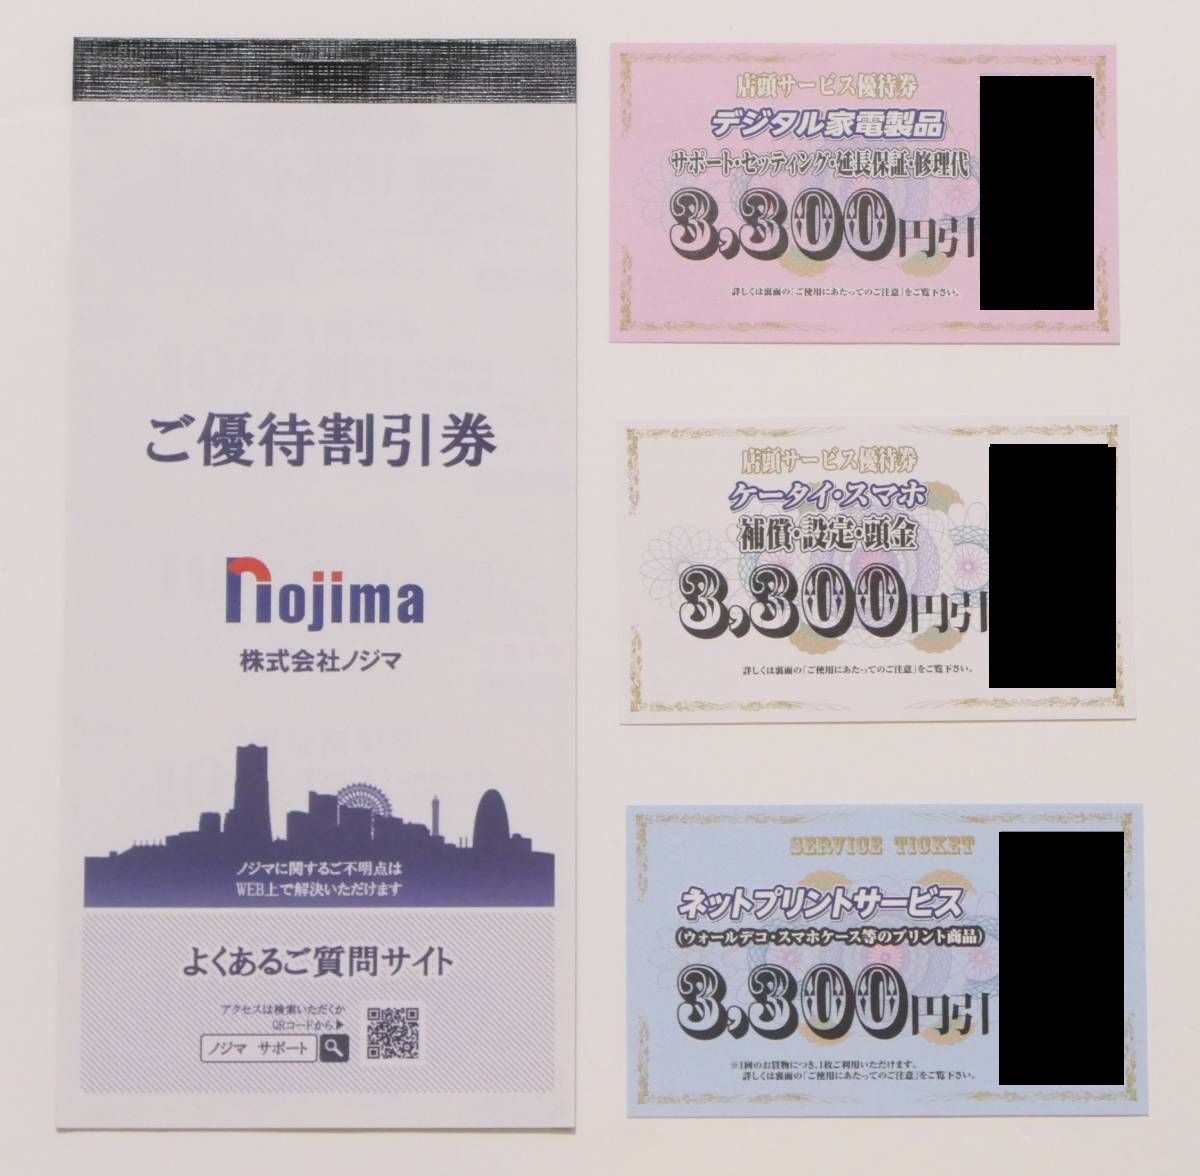 ご優待割引券
nojima
株式会社ノジマ
ノジマに関するご不明点は
WEB上で解決いただけます
よくあるご質問サイト
アクセスは検索いただくか
QRコードから▶
ノジマ サポート
店頭サービス優待券
デジタル家電製品
サポート・セッティング・延長保証・修理代
3,300円引
詳しくは裏面の「ご使用にあたってのご注意」をご覧下さい。
店頭サービス優待券
ケータイ・スマホ
補償・設定・頭金
3,300円引
詳しくは裏面の「ご使用にあたってのご注意」をご覧下さい。
SERVICE TICKET
ネットプリントサービス
(ウォールデコ・スマホケース等のプリント商品)
3,300円引
※1回のお買物につき、1枚ご利用いただけます。
詳しくは裏面の「ご使用にあたってのご注意」をご覧下さい。